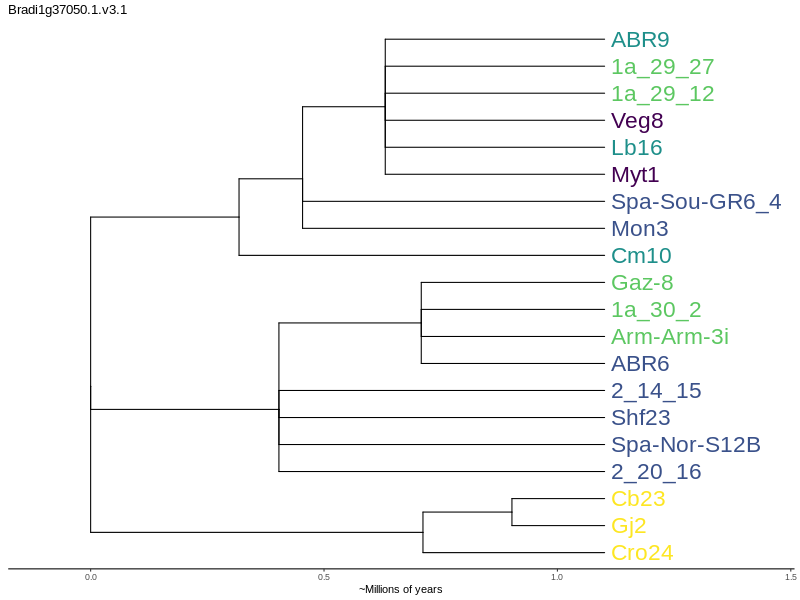 Bradi1g37050.1.v3.1
ABR9
1a_29_27
1a_29_12
Veg8
Lb16
Myt1
Spa-Sou-GR6_4
Mon3
Cm10
Gaz-8
1a_30_2
Arm-Arm-3i
ABR6
2_14_15
Shf23
Spa-Nor-S12B
2_20_16
Cb23
Gj2
Cro24
0.0 0.5 1.0 1.5
~Millions of years